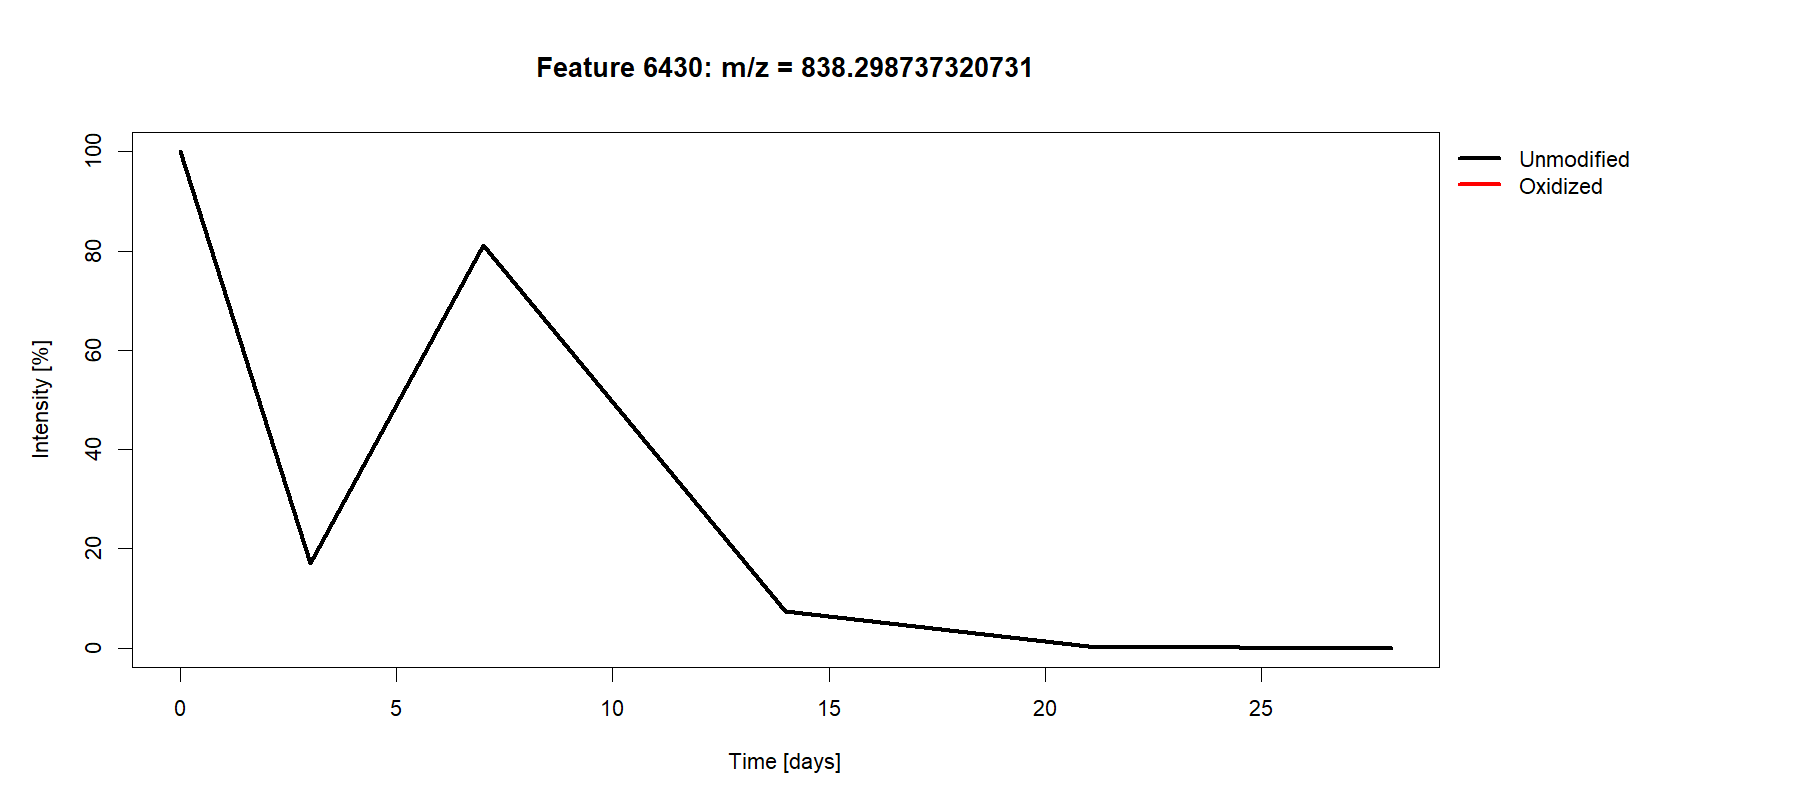 Feature 6430: m/z = 838.298737320731
Unmodified
Oxidized
Intensity [%]
100
80
60
40
20
0
0 5 10 15 20 25
Time [days]